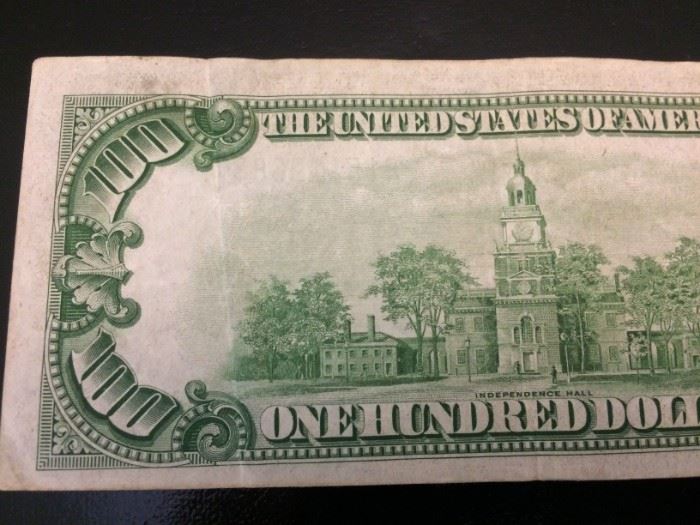 THE UNITED STATES OF AMER
100
INDEPENDENCE HALL
100
ONE HUNDRED DOLL